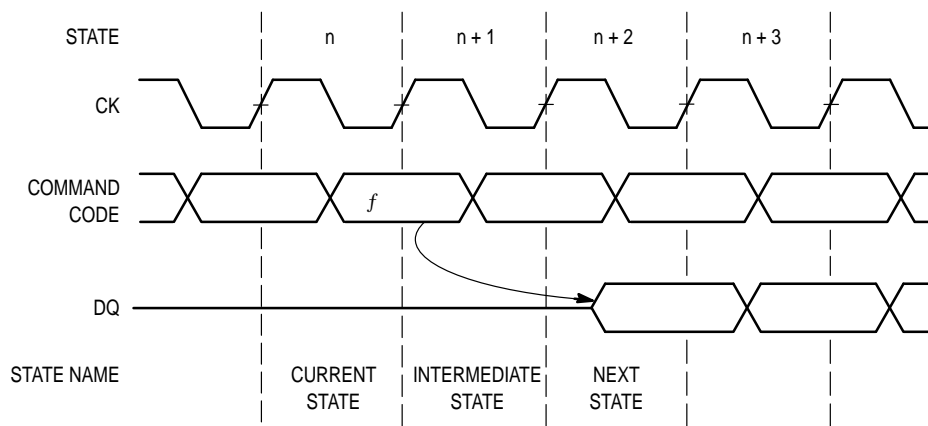 STATE n n + 1 n + 2 n + 3
CK
COMMAND
CODE
f
DQ
STATE NAME
CURRENT
STATE
INTERMEDIATE
STATE
NEXT
STATE